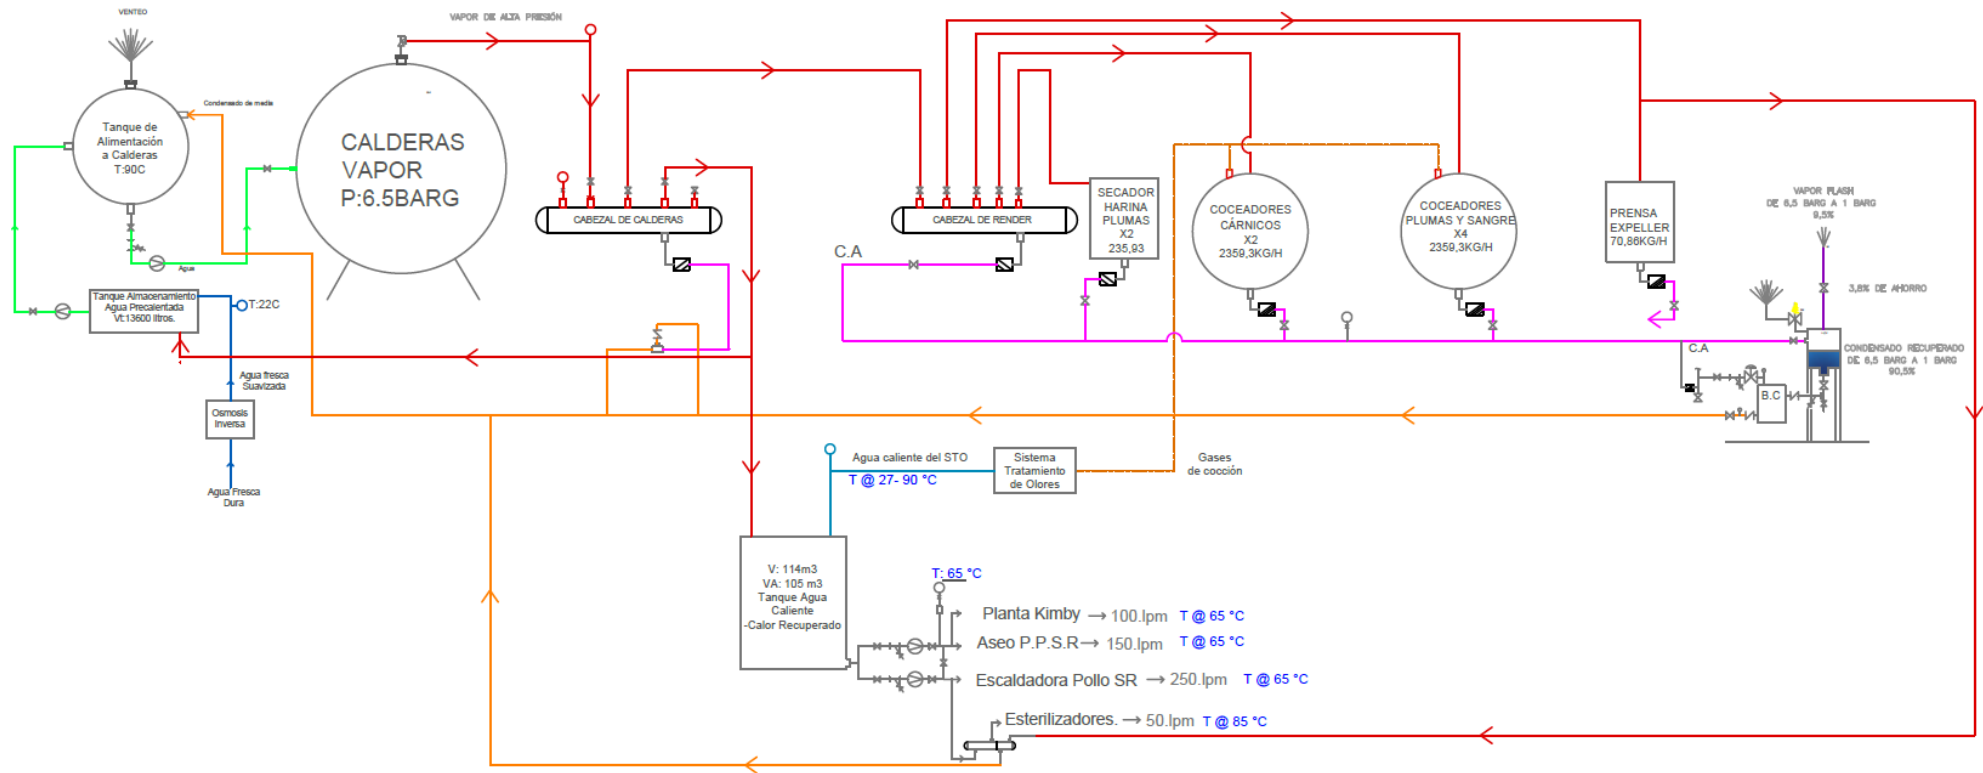 VENTEO
VAPOR DE ALTA PRESIÓN
Condensado de media
Tanque de
Alimentación
a Calderas
T:90C
CALDERAS
VAPOR
P:6.5BARG
Agua
Tanque Almacenamiento
Agua Precalentada
Vt:13600 litros.
T:22C
Agua fresca
Suavizada
Osmosis
Inversa
Agua Fresca
Dura
CABEZAL DE CALDERAS
CABEZAL DE RENDER
C.A
SECADOR
HARINA
PLUMAS
X2
235,93
COCEADORES
CÁRNICOS
X2
2359,3KG/H
COCEADORES
PLUMAS Y SANGRE
X4
2359,3KG/H
PRENSA
EXPELLER
70,86KG/H
VAPOR FLASH
DE 6,5 BARG A 1 BARG
9,5%
3,8% DE AHORRO
CONDENSADO RECUPERADO
DE 6,5 BARG A 1 BARG
90,5%
C.A
B.C
Agua caliente del STO
T @ 27- 90 °C
Sistema
Tratamiento
de Olores
Gases
de cocción
V: 114m3
VA: 105 m3
Tanque Agua
Caliente
-Calor Recuperado
T: 65 °C
Planta Kimby → 100.lpm T @ 65 °C
Aseo P.P.S.R → 150.lpm T @ 65 °C
Escaldadora Pollo SR → 250.lpm T @ 65 °C
Esterilizadores. → 50.lpm T @ 85 °C